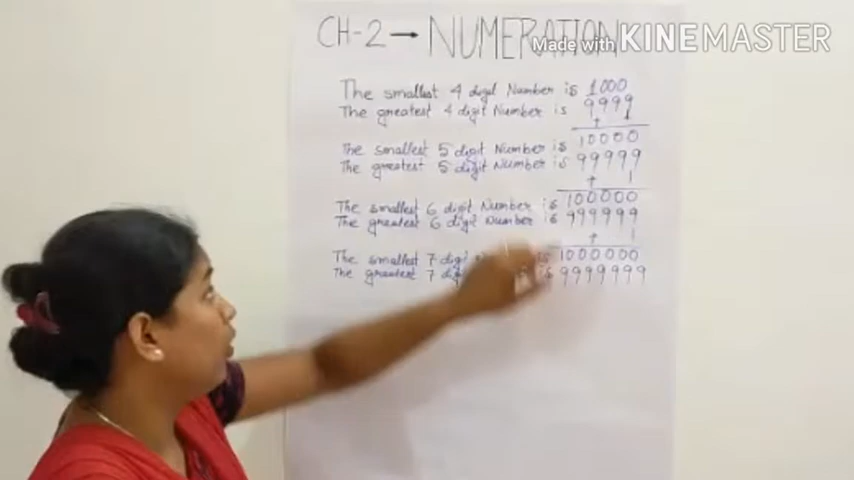 CH-2 → NUMERATION
Made with KINEMASTER
The smallest 4 digit Number is 1000
The greatest 4 digit Number is 9999
+ 1
The smallest 5 digit Number is 10000
The greatest 5 digit Number is 99999
+ 1
The smallest 6 digit Number is 100000
The greatest 6 digit Number is 999999
+ 1
The smallest 7 digit is 1000000
The greatest 7 is 9999999